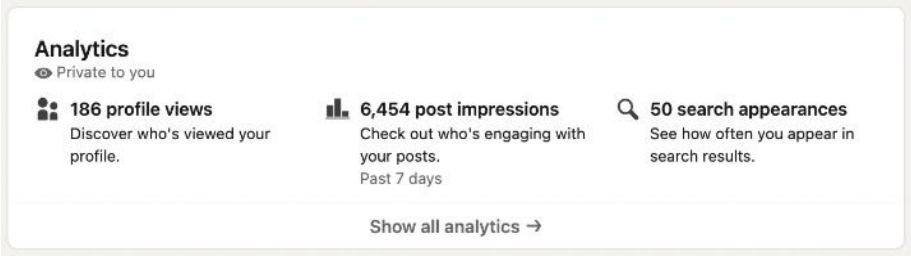 Analytics
Private to you
186 profile views
Discover who's viewed your
profile.
6,454 post impressions
Check out who's engaging with
your posts.
Past 7 days
50 search appearances
See how often you appear in
search results.
Show all analytics →